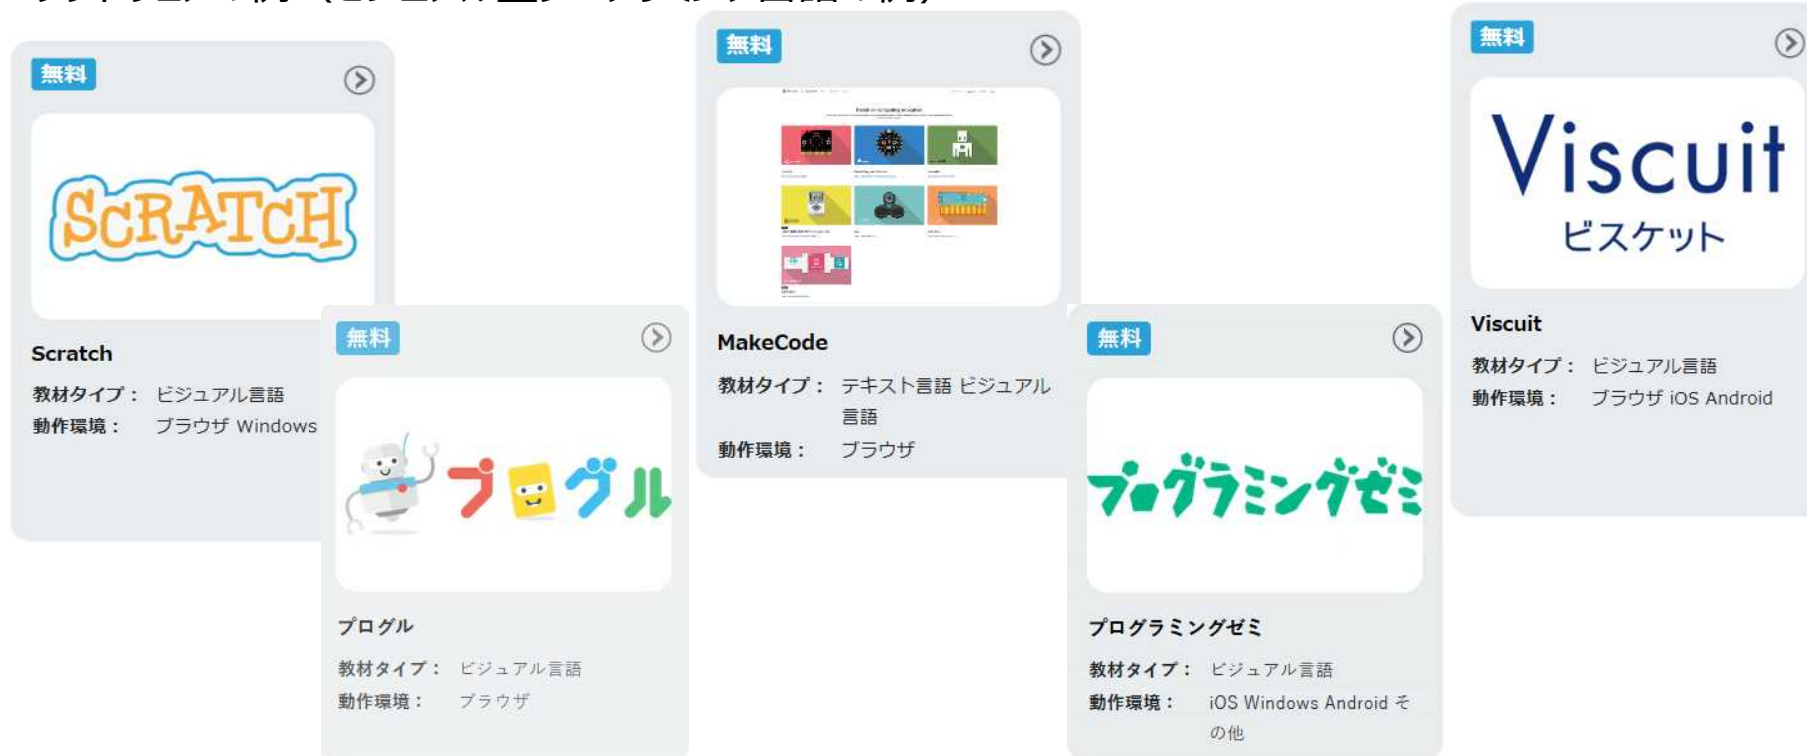 無料
SCRATCH
Scratch
教材タイプ： ビジュアル言語
動作環境： ブラウザ Windows
無料
プログル
プログル
教材タイプ： ビジュアル言語
動作環境： ブラウザ
無料
MakeCode
教材タイプ： テキスト言語 ビジュアル
言語
動作環境： ブラウザ
無料
プログラミングゼミ
プログラミングゼミ
教材タイプ： ビジュアル言語
動作環境： iOS Windows Android そ
の他
無料
Viscuit
ビスケット
Viscuit
教材タイプ： ビジュアル言語
動作環境： ブラウザ iOS Android